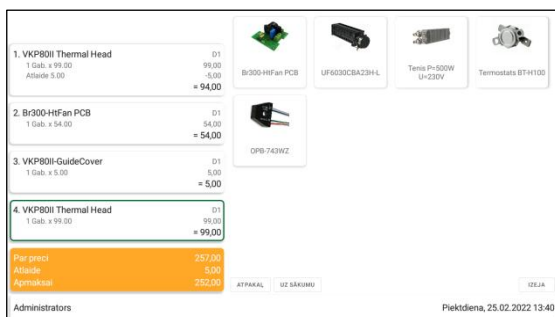 1. VKP80II Thermal Head D1
1 Gab. x 99.00 99,00
Atlaide 5.00 -5,00
= 94,00
2. Br300-HtFan PCB D1
1 Gab. x 54.00 54,00
= 54,00
3. VKP80II-GuideCover D1
1 Gab. x 5.00 5,00
= 5,00
4. VKP80II Thermal Head D1
1 Gab. x 99.00 99,00
= 99,00
Par preci 257,00
Atlaide 5,00
Apmaksai 252,00
Br300-HtFan PCB
UF6030CBA23H-L
Tenis P=500W
U=230V
Termostats BT-H100
OPB-743WZ
ATPAKAĻ UZ SĀKUMU IZEJA
Administrators Piektdiena, 25.02.2022 13:40